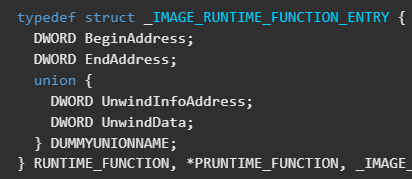 typedef struct _IMAGE_RUNTIME_FUNCTION_ENTRY {
DWORD BeginAddress;
DWORD EndAddress;
union {
DWORD UnwindInfoAddress;
DWORD UnwindData;
} DUMMYUNIONNAME;
} RUNTIME_FUNCTION, *PRUNTIME_FUNCTION, _IMAGE_